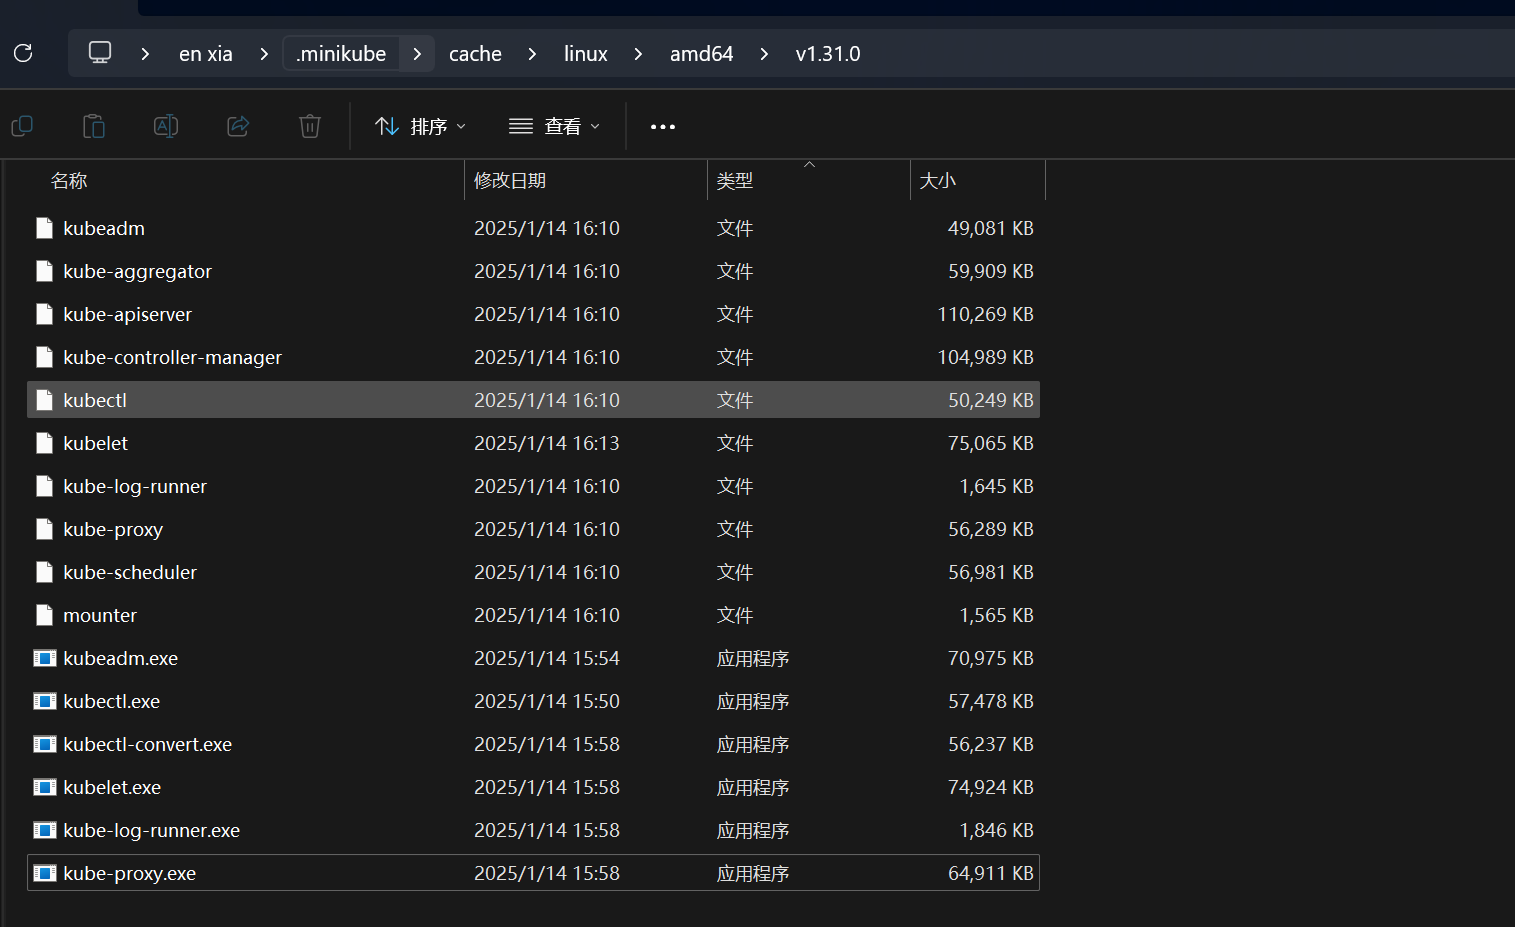 en xia > .minikube > cache > linux > amd64 > v1.31.0
排序 查看
名称 修改日期 类型 大小
kubeadm 2025/1/14 16:10 文件 49,081 KB
kube-aggregator 2025/1/14 16:10 文件 59,909 KB
kube-apiserver 2025/1/14 16:10 文件 110,269 KB
kube-controller-manager 2025/1/14 16:10 文件 104,989 KB
kubectl 2025/1/14 16:10 文件 50,249 KB
kubelet 2025/1/14 16:13 文件 75,065 KB
kube-log-runner 2025/1/14 16:10 文件 1,645 KB
kube-proxy 2025/1/14 16:10 文件 56,289 KB
kube-scheduler 2025/1/14 16:10 文件 56,981 KB
mounter 2025/1/14 16:10 文件 1,565 KB
kubeadm.exe 2025/1/14 15:54 应用程序 70,975 KB
kubectl.exe 2025/1/14 15:50 应用程序 57,478 KB
kubectl-convert.exe 2025/1/14 15:58 应用程序 56,237 KB
kubelet.exe 2025/1/14 15:58 应用程序 74,924 KB
kube-log-runner.exe 2025/1/14 15:58 应用程序 1,846 KB
kube-proxy.exe 2025/1/14 15:58 应用程序 64,911 KB